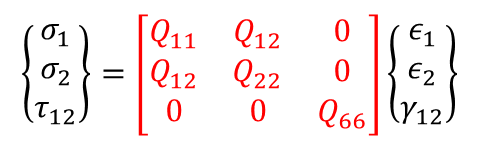 σ₁ Q₁₁ Q₁₂ 0 ϵ₁
σ₂ = Q₁₂ Q₂₂ 0 ϵ₂
τ₁₂ 0 0 Q₆₆ γ₁₂